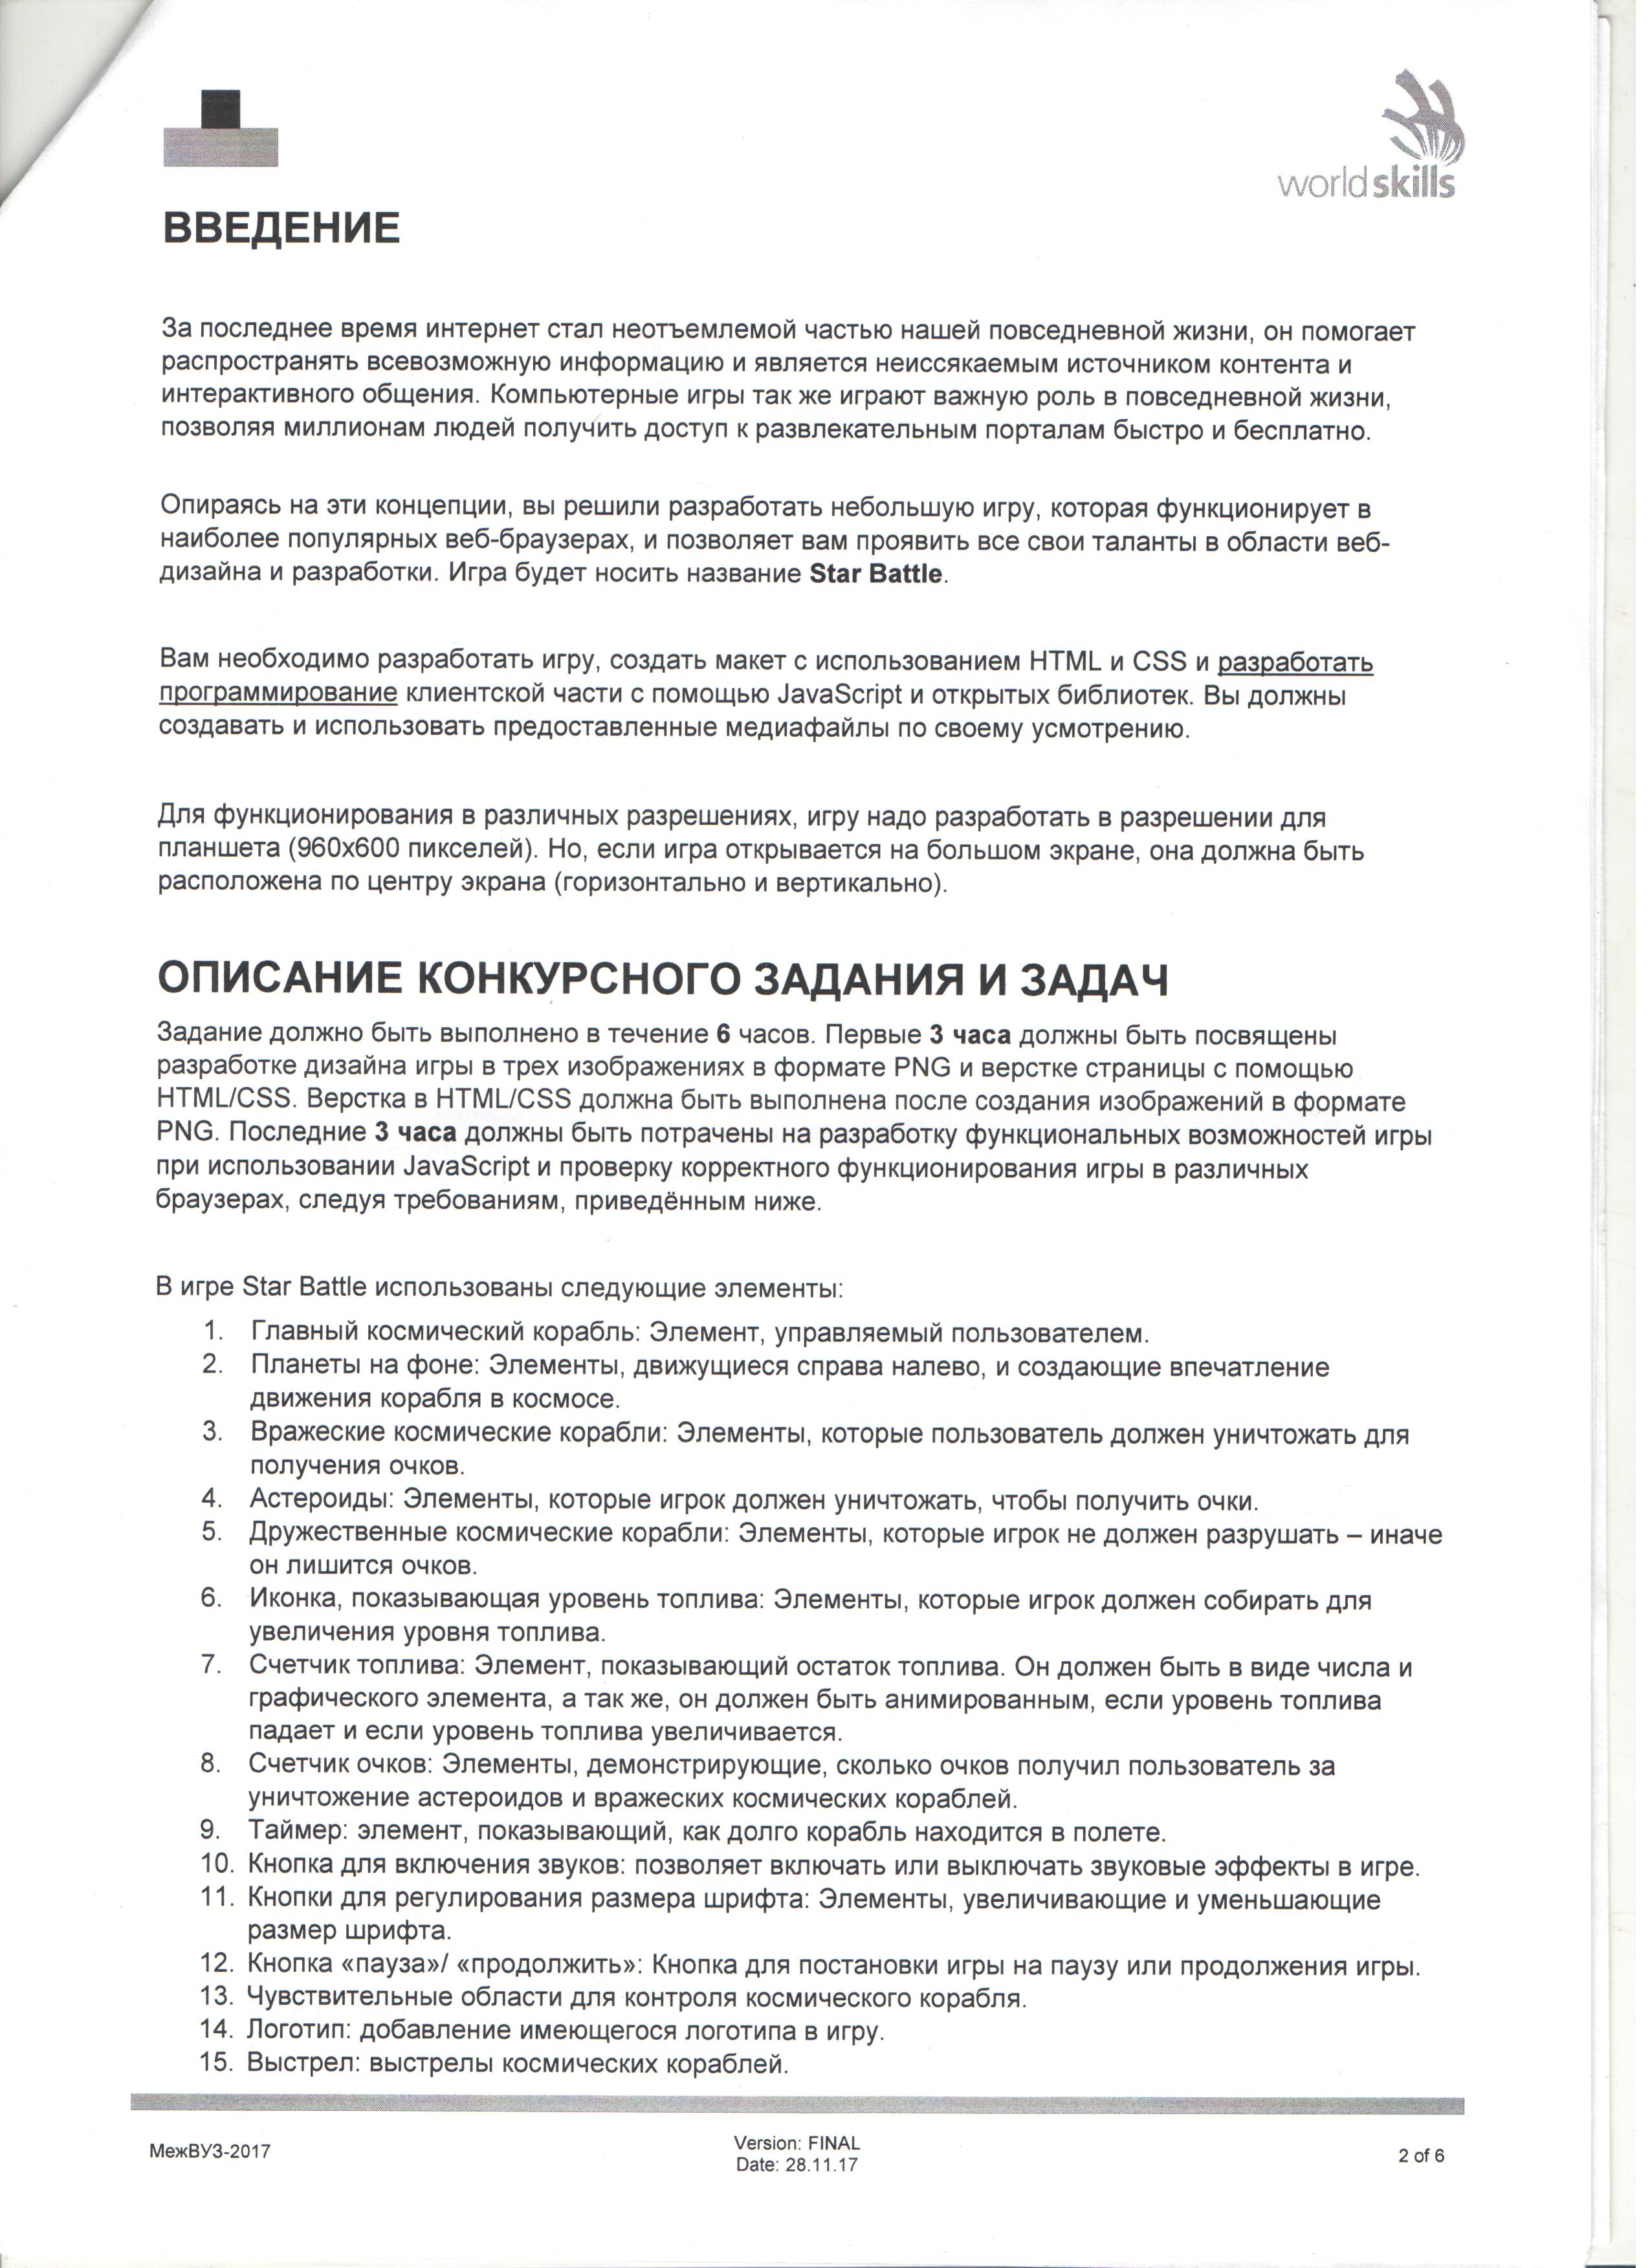 worldskills
ВВЕДЕНИЕ
За последнее время интернет стал неотъемлемой частью нашей повседневной жизни, он помогает
распространять всевозможную информацию и является неиссякаемым источником контента и
интерактивного общения. Компьютерные игры так же играют важную роль в повседневной жизни,
позволяя миллионам людей получить доступ к развлекательным порталам быстро и бесплатно.
Опираясь на эти концепции, вы решили разработать небольшую игру, которая функционирует в
наиболее популярных веб-браузерах, и позволяет вам проявить все свои таланты в области веб-
дизайна и разработки. Игра будет носить название Star Battle.
Вам необходимо разработать игру, создать макет с использованием HTML и CSS и разработать
программирование клиентской части с помощью JavaScript и открытых библиотек. Вы должны
создавать и использовать предоставленные медиафайлы по своему усмотрению.
Для функционирования в различных разрешениях, игру надо разработать в разрешении для
планшета (960x600 пикселей). Но, если игра открывается на большом экране, она должна быть
расположена по центру экрана (горизонтально и вертикально).
ОПИСАНИЕ КОНКУРСНОГО ЗАДАНИЯ И ЗАДАЧ
Задание должно быть выполнено в течение 6 часов. Первые 3 часа должны быть посвящены
разработке дизайна игры в трех изображениях в формате PNG и верстке страницы с помощью
HTML/CSS. Верстка в HTML/CSS должна быть выполнена после создания изображений в формате
PNG. Последние 3 часа должны быть потрачены на разработку функциональных возможностей игры
при использовании JavaScript и проверку корректного функционирования игры в различных
браузерах, следуя требованиям, приведённым ниже.
В игре Star Battle использованы следующие элементы:
1. Главный космический корабль: Элемент, управляемый пользователем.
2. Планеты на фоне: Элементы, движущиеся справа налево, и создающие впечатление
движения корабля в космосе.
3. Вражеские космические корабли: Элементы, которые пользователь должен уничтожать для
получения очков.
4. Астероиды: Элементы, которые игрок должен уничтожать, чтобы получить очки.
5. Дружественные космические корабли: Элементы, которые игрок не должен разрушать – иначе
он лишится очков.
6. Иконка, показывающая уровень топлива: Элементы, которые игрок должен собирать для
увеличения уровня топлива.
7. Счетчик топлива: Элемент, показывающий остаток топлива. Он должен быть в виде числа и
графического элемента, а так же, он должен быть анимированным, если уровень топлива
падает и если уровень топлива увеличивается.
8. Счетчик очков: Элементы, демонстрирующие, сколько очков получил пользователь за
уничтожение астероидов и вражеских космических кораблей.
9. Таймер: элемент, показывающий, как долго корабль находится в полете.
10. Кнопка для включения звуков: позволяет включать или выключать звуковые эффекты в игре.
11. Кнопки для регулирования размера шрифта: Элементы, увеличивающие и уменьшающие
размер шрифта.
12. Кнопка «пауза»/ «продолжить»: Кнопка для постановки игры на паузу или продолжения игры.
13. Чувствительные области для контроля космического корабля.
14. Логотип: добавление имеющегося логотипа в игру.
15. Выстрел: выстрелы космических кораблей.
МежВУЗ-2017
Version: FINAL
Date: 28.11.17
2 of 6